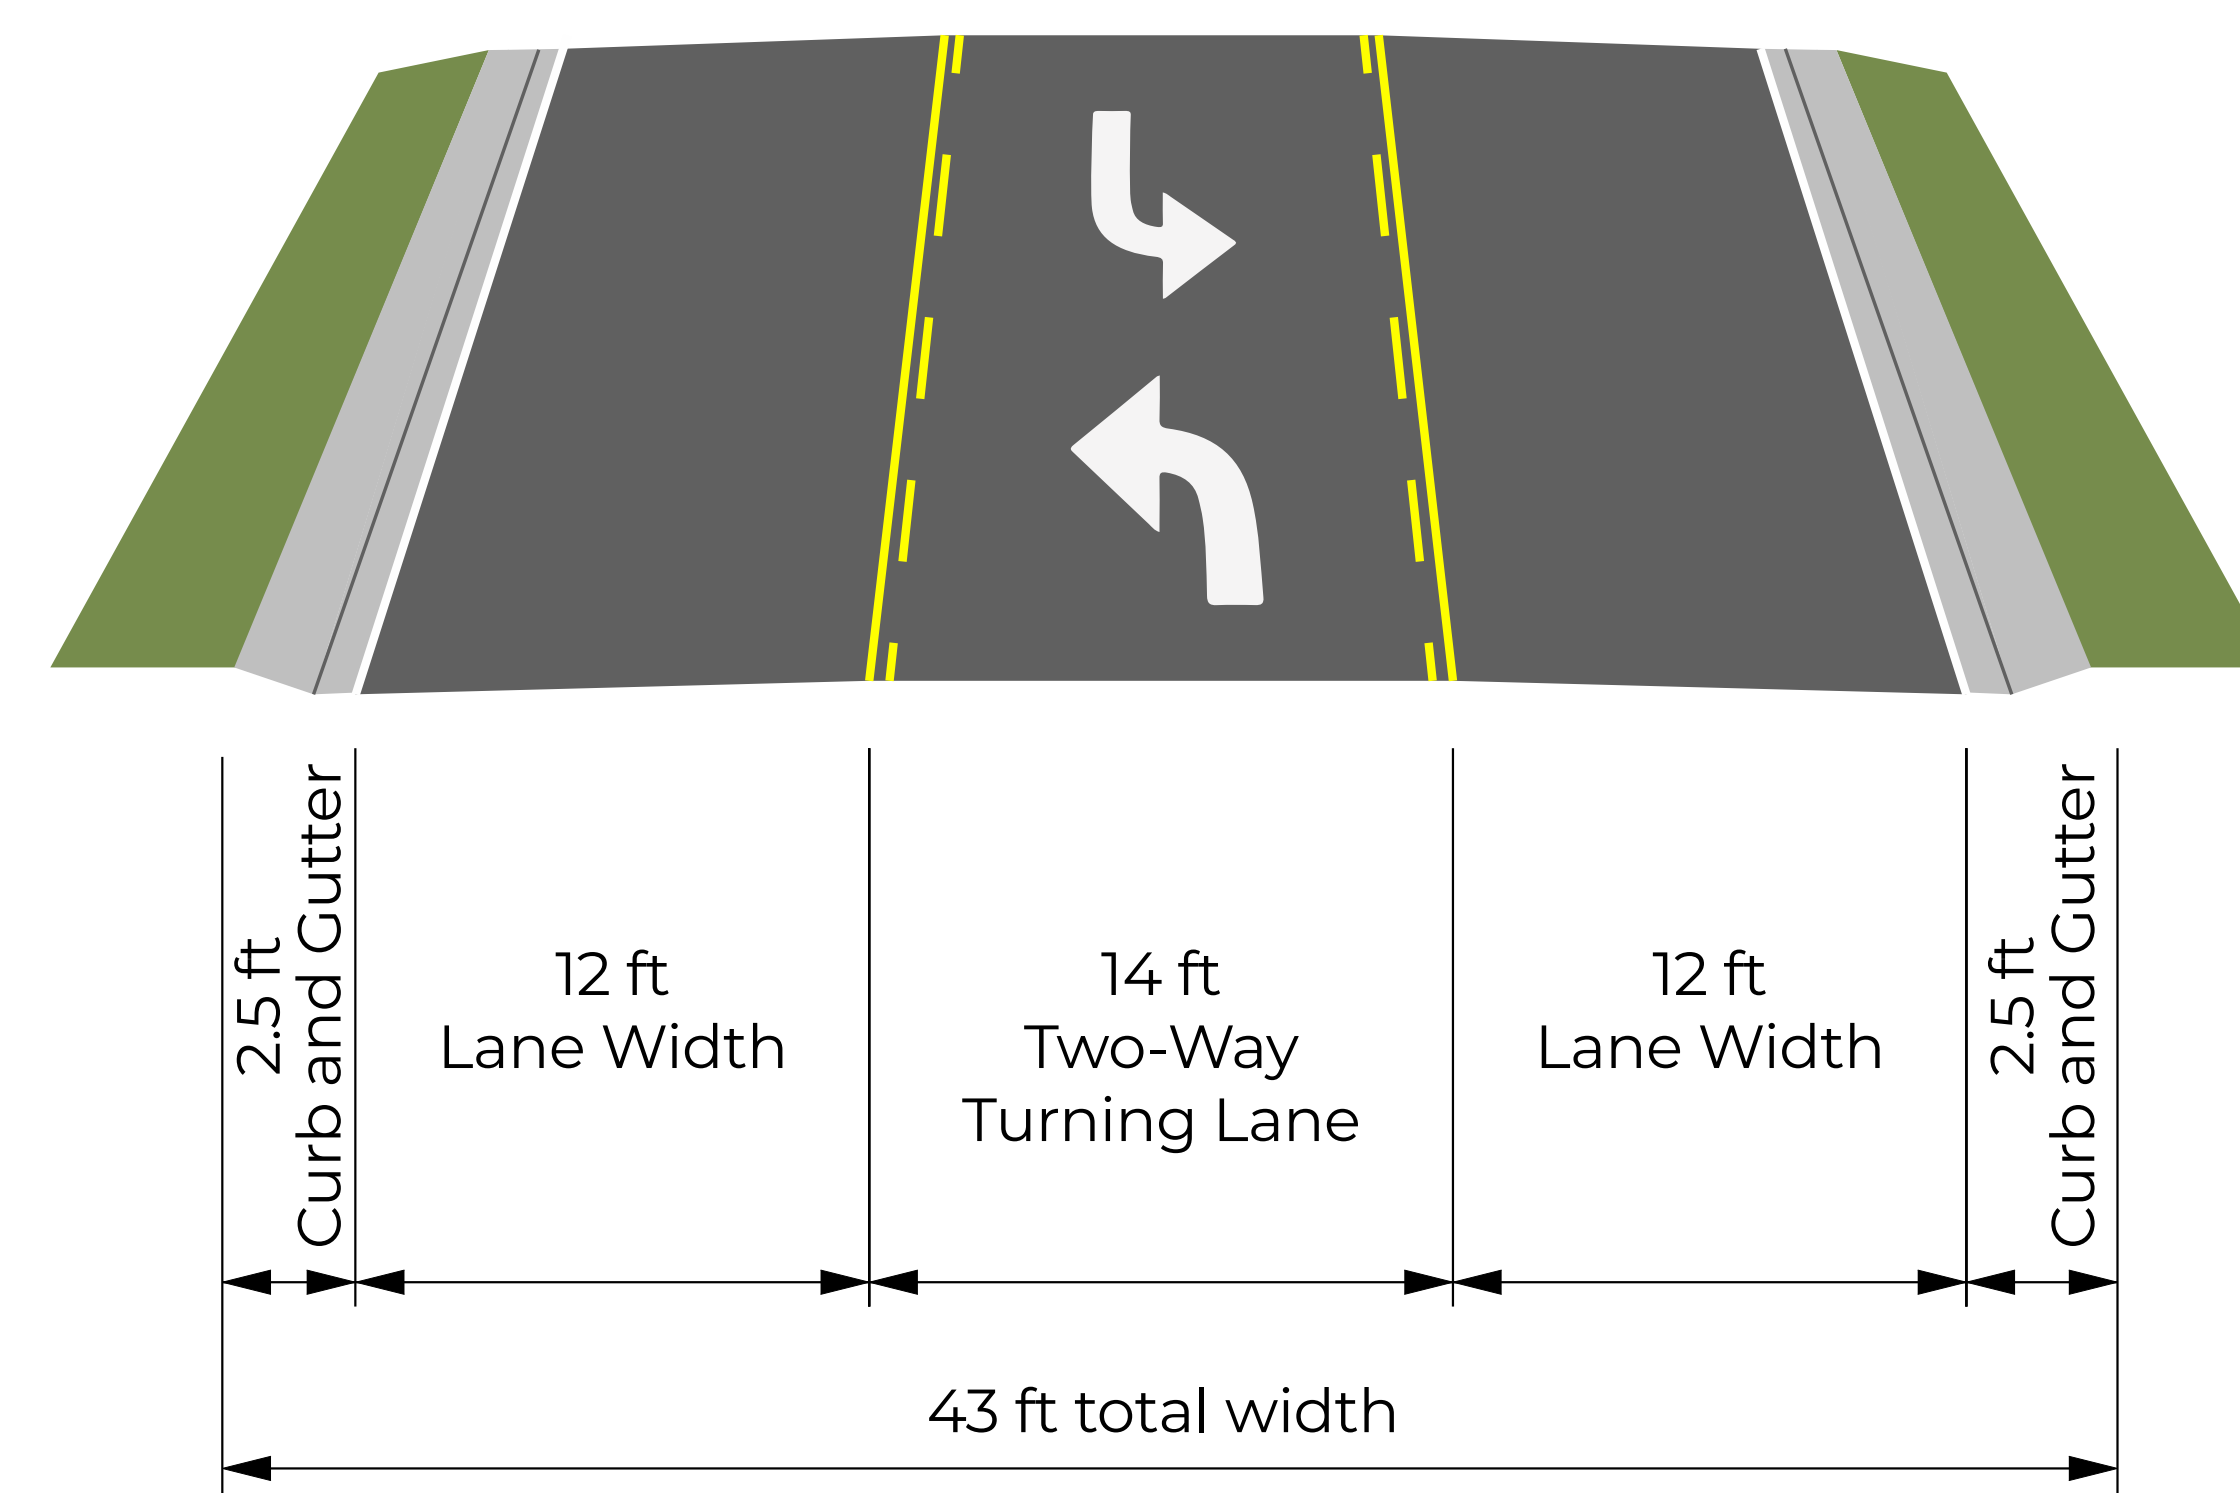 2.5 ft
Curb and Gutter
12 ft
Lane Width
14 ft
Two-Way
Turning Lane
12 ft
Lane Width
2.5 ft
Curb and Gutter
43 ft total width